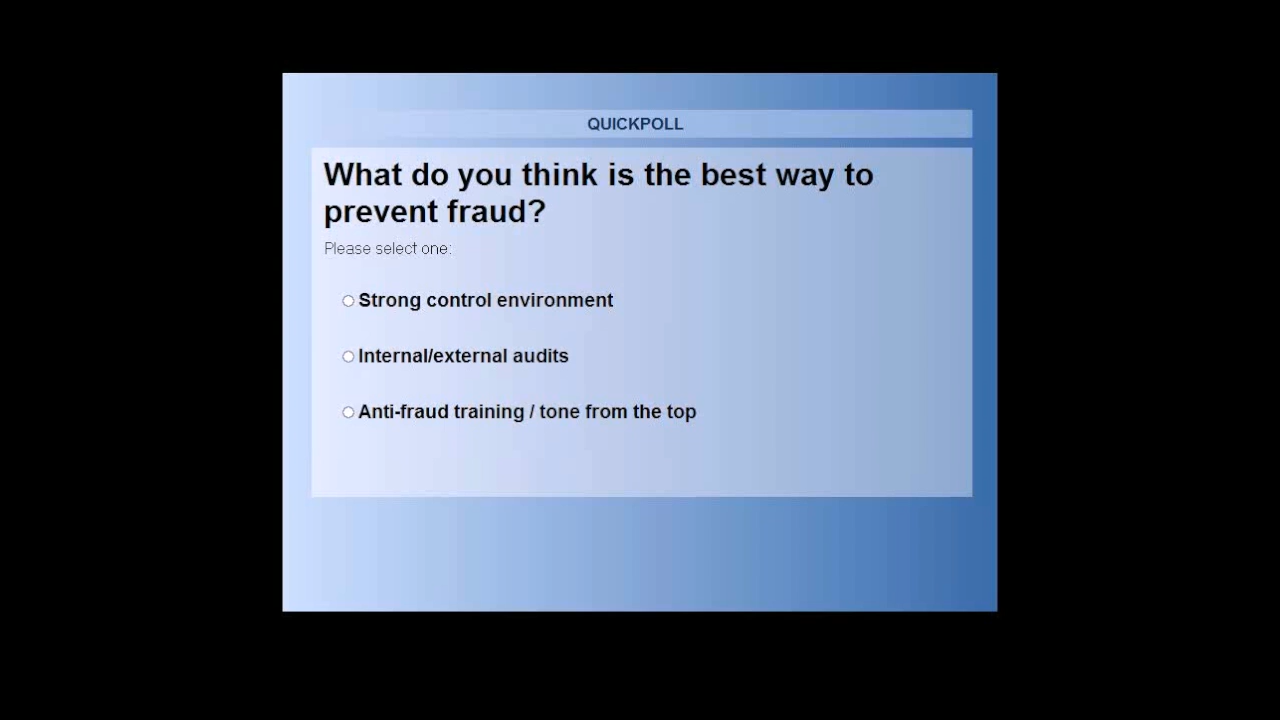 QUICKPOLL
What do you think is the best way to
prevent fraud?
Please select one:
Strong control environment
Internal/external audits
Anti-fraud training / tone from the top